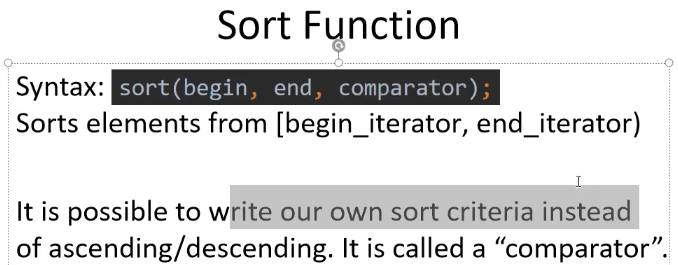 Sort Function
Syntax: sort(begin, end, comparator);
Sorts elements from [begin_iterator, end_iterator)
It is possible to write our own sort criteria instead
of ascending/descending. It is called a “comparator”.